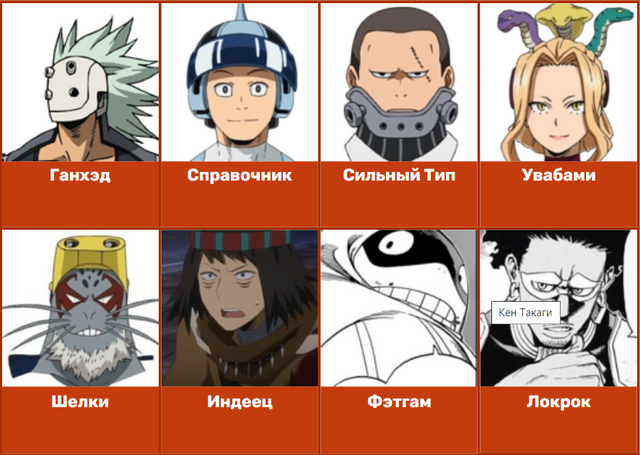 Ганхэд
Справочник
Сильный Тип
Увабами
Кен Такаги
Шелки
Индеец
Фэтгам
Локрок